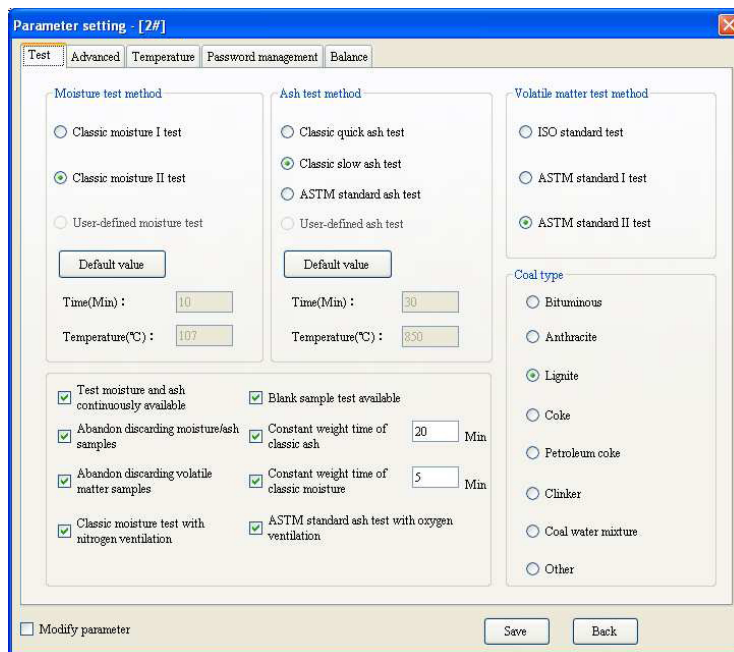 Parameter setting - [2#]
Test Advanced Temperature Password management Balance
Moisture test method
Classic moisture I test
Classic moisture II test
User-defined moisture test
Default value
Time(Min) : 10
Temperature(℃) : 107
Ash test method
Classic quick ash test
Classic slow ash test
ASTM standard ash test
User-defined ash test
Default value
Time(Min) : 30
Temperature(℃) : 850
Volatile matter test method
ISO standard test
ASTM standard I test
ASTM standard II test
Coal type
Bituminous
Anthracite
Lignite
Coke
Petroleum coke
Clinker
Coal water mixture
Other
Test moisture and ash
continuously available
Abandon discarding moisture/ash
samples
Abandon discarding volatile
matter samples
Classic moisture test with
nitrogen ventilation
Blank sample test available
Constant weight time of
classic ash
20 Min
Constant weight time of
classic moisture
5 Min
ASTM standard ash test with oxygen
ventilation
Modify parameter
Save
Back